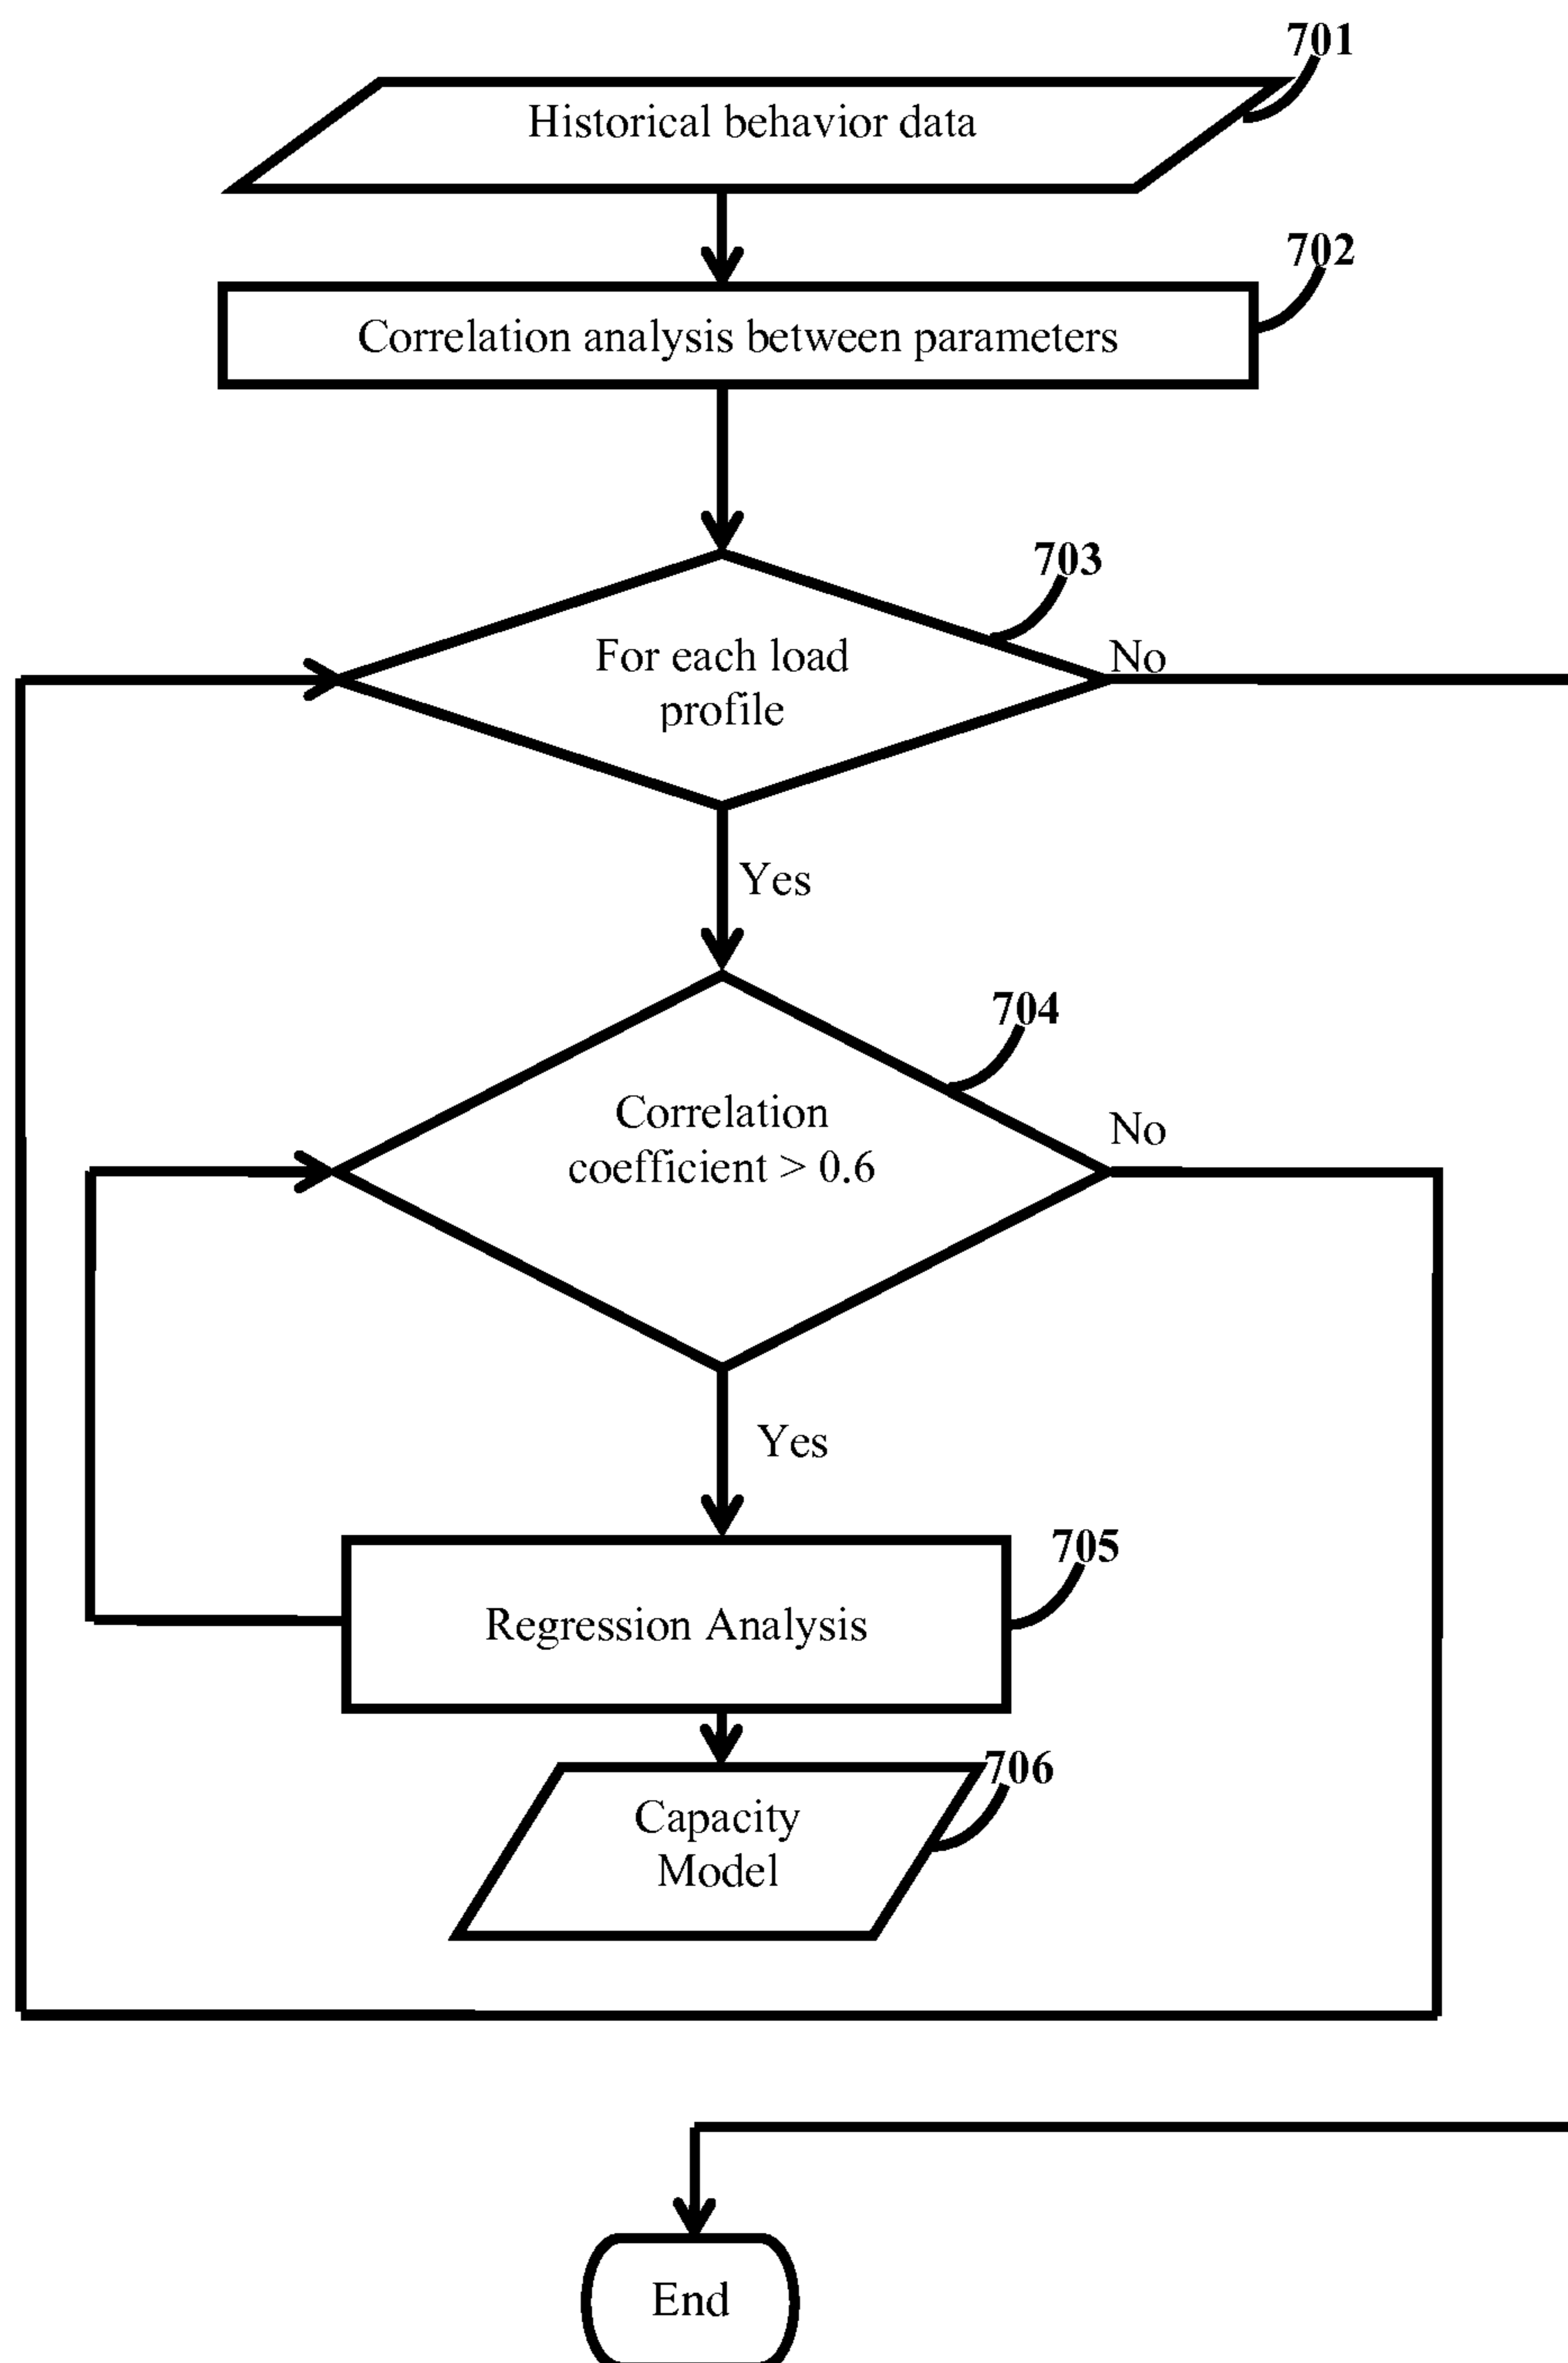 701
Historical behavior data
702
Correlation analysis between parameters
703
For each load
profile
No
Yes
704
Correlation
coefficient > 0.6
No
Yes
705
Regression Analysis
706
Capacity
Model
End